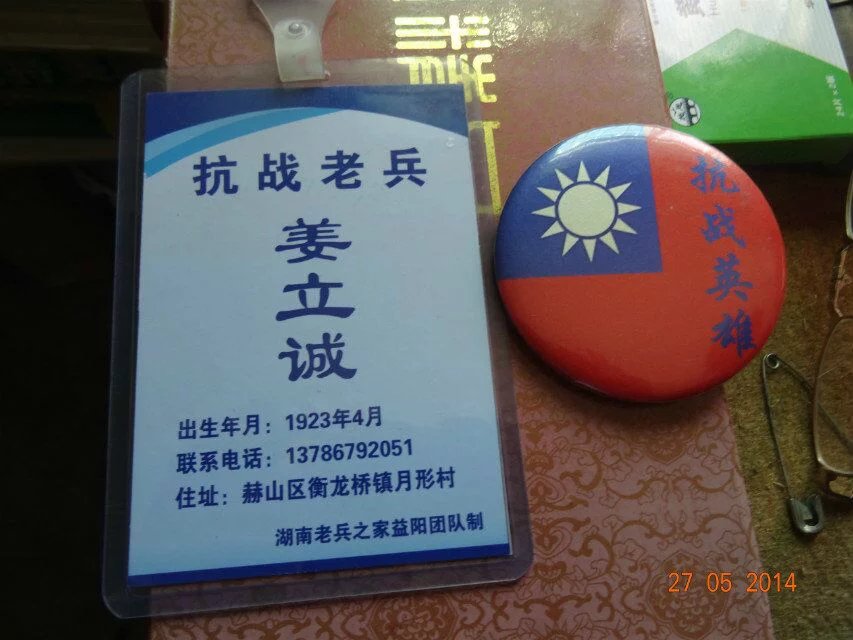 抗战老兵
姜立诚
出生年月：1923年4月
联系电话：13786792051
住址：赫山区衡龙桥镇月形村
湖南老兵之家益阳团队制
抗战英雄
27 05 2014